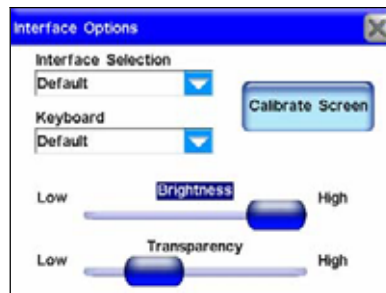 Interface Options
Interface Selection
Default
Calibrate Screen
Keyboard
Default
Brightness
Low
High
Transparency
Low
High